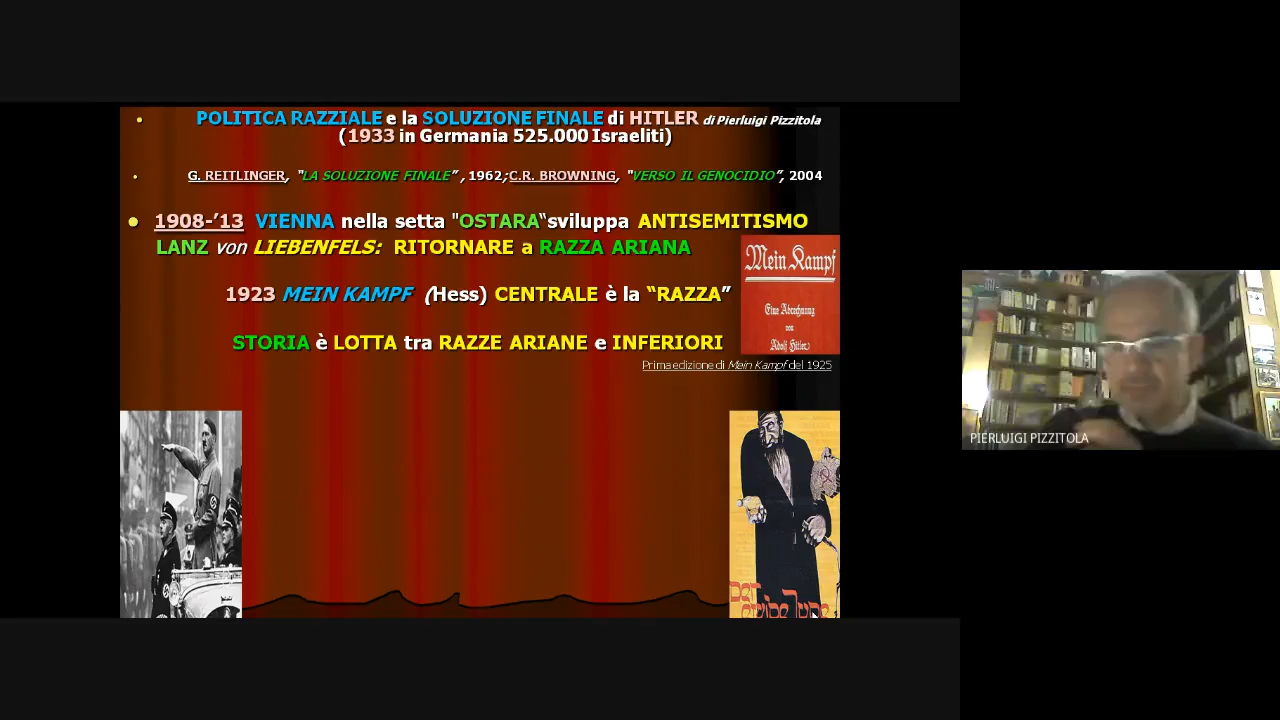 POLITICA RAZZIALE e la SOLUZIONE FINALE di HITLER di Pierluigi Pizzitola
(1933 in Germania 525.000 Israeliti)
G. REITLINGER, "LA SOLUZIONE FINALE" , 1962;C.R. BROWNING, "VERSO IL GENOCIDIO", 2004
1908-’13 VIENNA nella setta "OSTARA“sviluppa ANTISEMITISMO
LANZ von LIEBENFELS: RITORNARE a RAZZA ARIANA
Mein Kampf
1923 MEIN KAMPF (Hess) CENTRALE è la “RAZZA”
Eine Abrechnung
von
Adolf Hitler
STORIA è LOTTA tra RAZZE ARIANE e INFERIORI
Prima edizione di Mein Kampf del 1925
PIERLUIGI PIZZITOLA
Der
ewige Jude